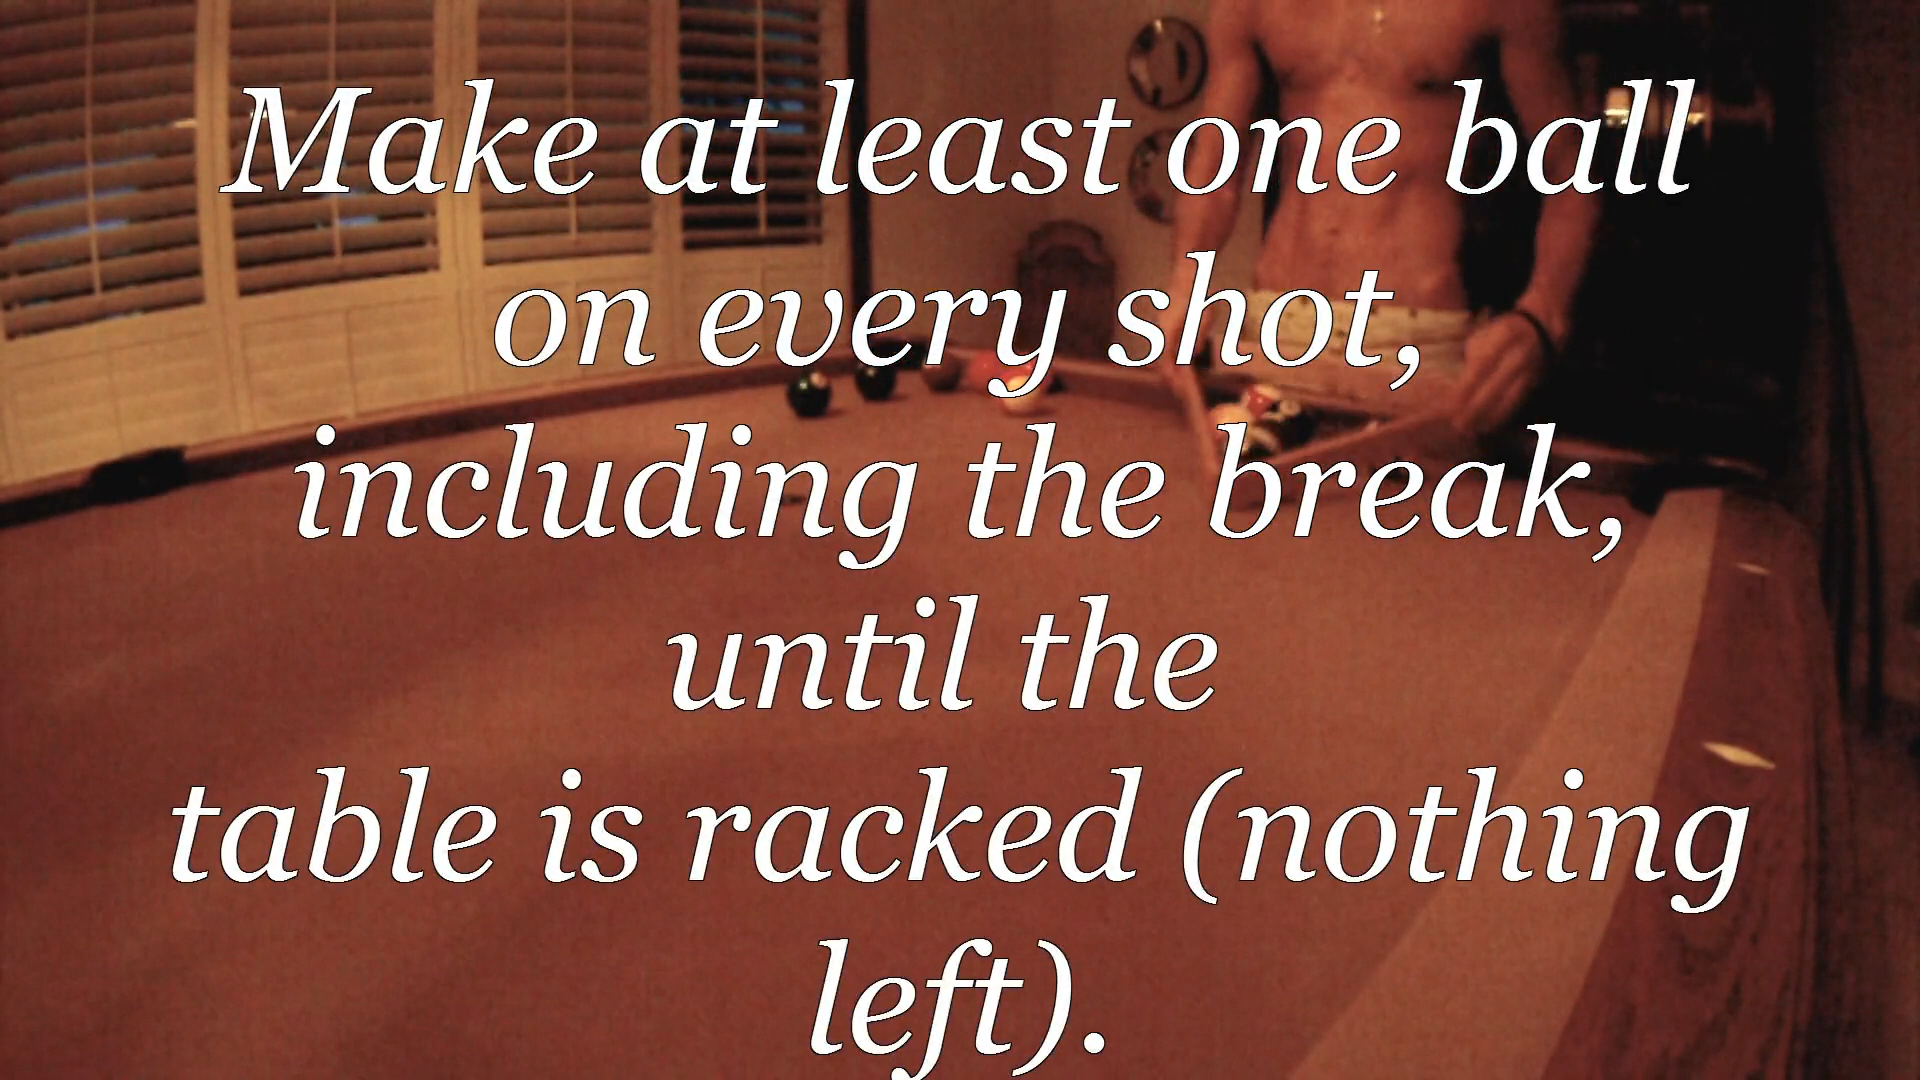 Make at least one ball
on every shot,
including the break,
until the
table is racked (nothing
left).